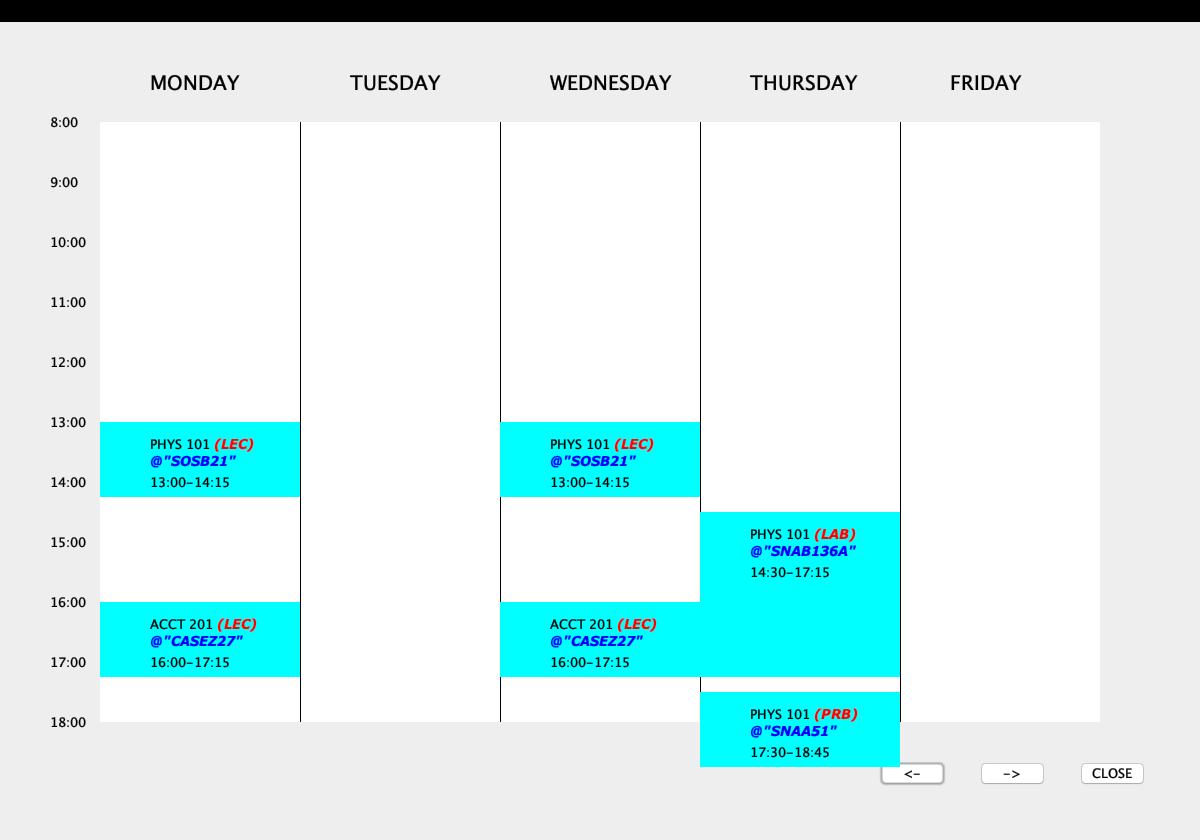 MONDAY TUESDAY WEDNESDAY THURSDAY FRIDAY
8:00
9:00
10:00
11:00
12:00
13:00
PHYS 101 (LEC) PHYS 101 (LEC)
@"SOSB21" @"SOSB21"
14:00 13:00-14:15 13:00-14:15
PHYS 101 (LAB)
15:00
@"SNAB136A"
14:30-17:15
16:00
ACCT 201 (LEC) ACCT 201 (LEC)
@"CASEZ27" @"CASEZ27"
17:00 16:00-17:15 16:00-17:15
PHYS 101 (PRB)
18:00
@"SNAA51"
17:30-18:45
<- -> CLOSE